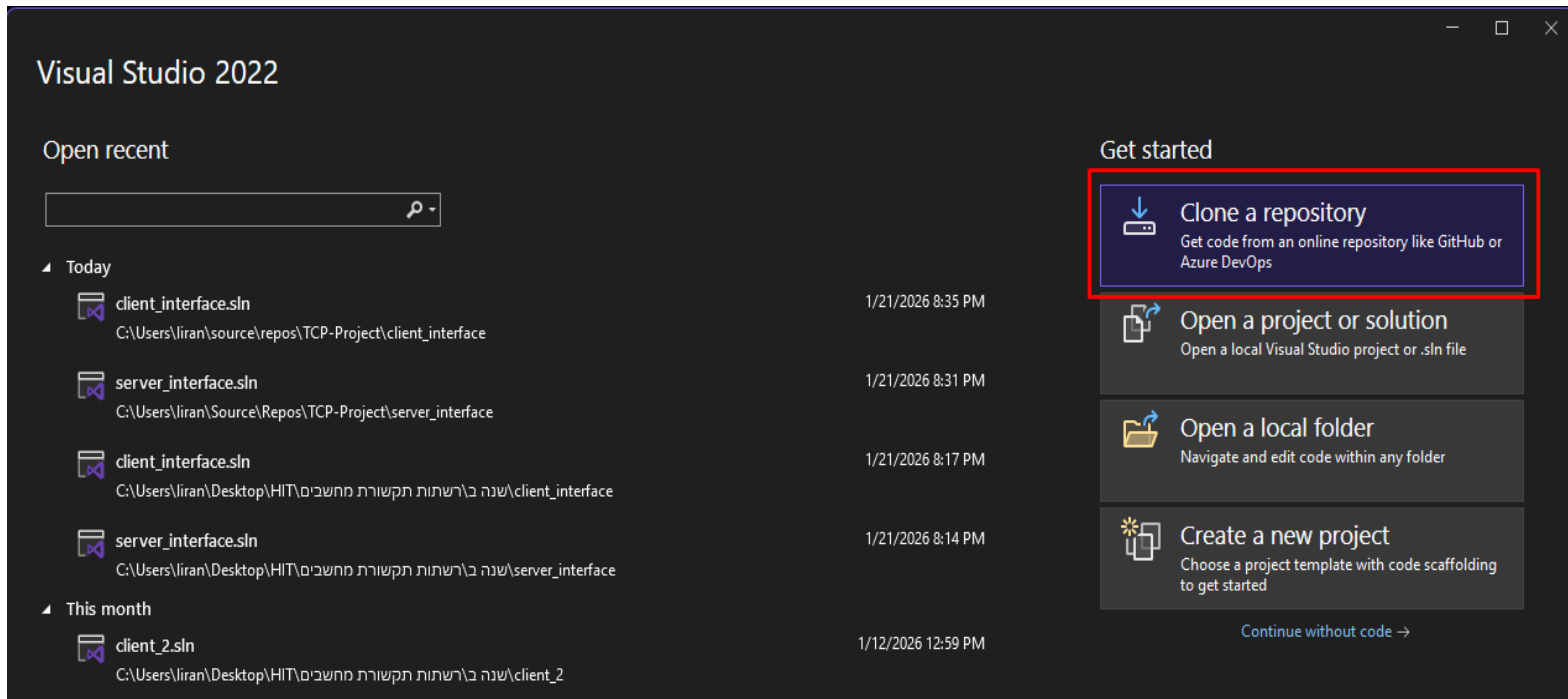 Visual Studio 2022
Open recent
Today
client_interface.sln
1/21/2026 8:35 PM
C:\Users\liran\source\repos\TCP-Project\client_interface
server_interface.sln
1/21/2026 8:31 PM
C:\Users\liran\Source\Repos\TCP-Project\server_interface
client_interface.sln
1/21/2026 8:17 PM
C:\Users\liran\Desktop\HIT\שנה ב\רשתות תקשורת מחשבים\client_interface
server_interface.sln
1/21/2026 8:14 PM
C:\Users\liran\Desktop\HIT\שנה ב\רשתות תקשורת מחשבים\server_interface
This month
client_2.sln
1/12/2026 12:59 PM
C:\Users\liran\Desktop\HIT\שנה ב\רשתות תקשורת מחשבים\client_2
Get started
Clone a repository
Get code from an online repository like GitHub or
Azure DevOps
Open a project or solution
Open a local Visual Studio project or .sln file
Open a local folder
Navigate and edit code within any folder
Create a new project
Choose a project template with code scaffolding
to get started
Continue without code →